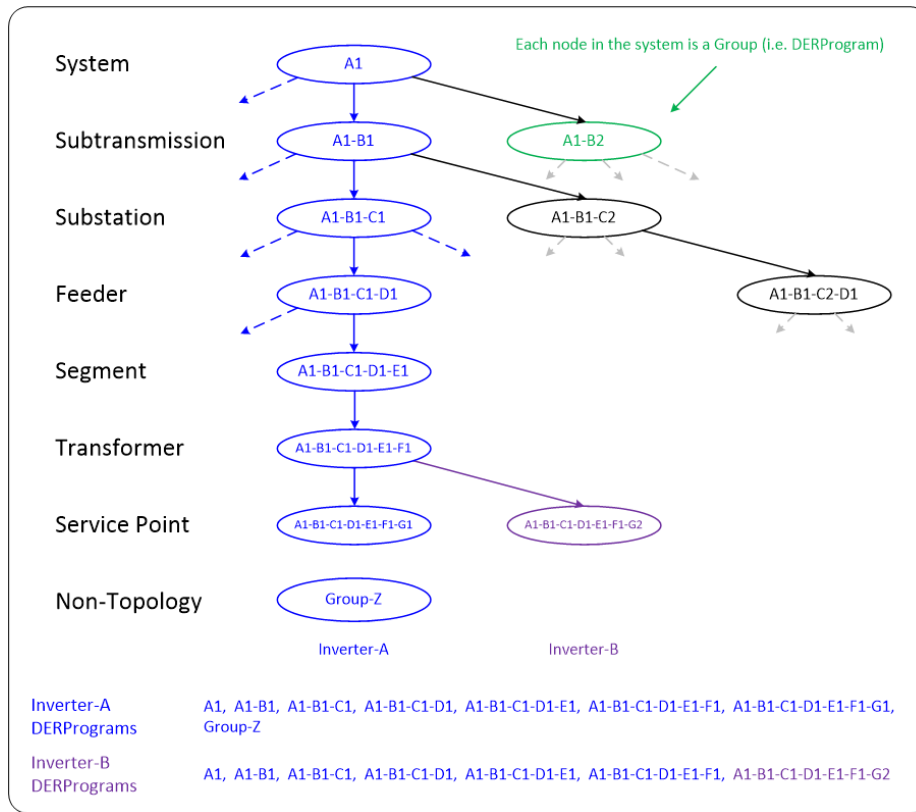 Each node in the system is a Group (i.e. DERProgram)
System
A1
Subtransmission
A1-B1
A1-B2
Substation
A1-B1-C1
A1-B1-C2
Feeder
A1-B1-C1-D1
A1-B1-C2-D1
Segment
A1-B1-C1-D1-E1
Transformer
A1-B1-C1-D1-E1-F1
Service Point
A1-B1-C1-D1-E1-F1-G1
A1-B1-C1-D1-E1-F1-G2
Non-Topology
Group-Z
Inverter-A
Inverter-B
Inverter-A
DERPrograms
A1, A1-B1, A1-B1-C1, A1-B1-C1-D1, A1-B1-C1-D1-E1, A1-B1-C1-D1-E1-F1, A1-B1-C1-D1-E1-F1-G1,
Group-Z
Inverter-B
DERPrograms
A1, A1-B1, A1-B1-C1, A1-B1-C1-D1, A1-B1-C1-D1-E1, A1-B1-C1-D1-E1-F1, A1-B1-C1-D1-E1-F1-G2